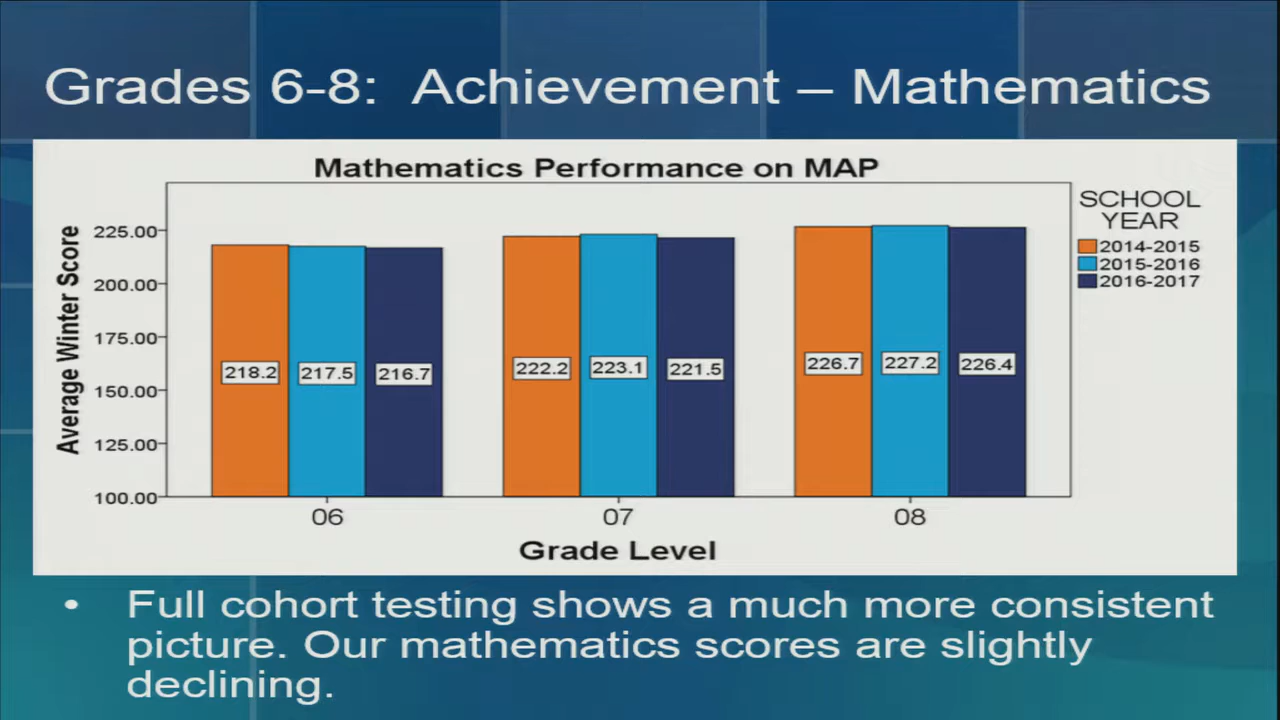 Grades 6-8: Achievement – Mathematics
Mathematics Performance on MAP
SCHOOL
YEAR
2014-2015
2015-2016
2016-2017
Average Winter Score
225.00
200.00
175.00
150.00
125.00
100.00
218.2 217.5 216.7 222.2 223.1 221.5 226.7 227.2 226.4
06 07 08
Grade Level
• Full cohort testing shows a much more consistent
picture. Our mathematics scores are slightly
declining.